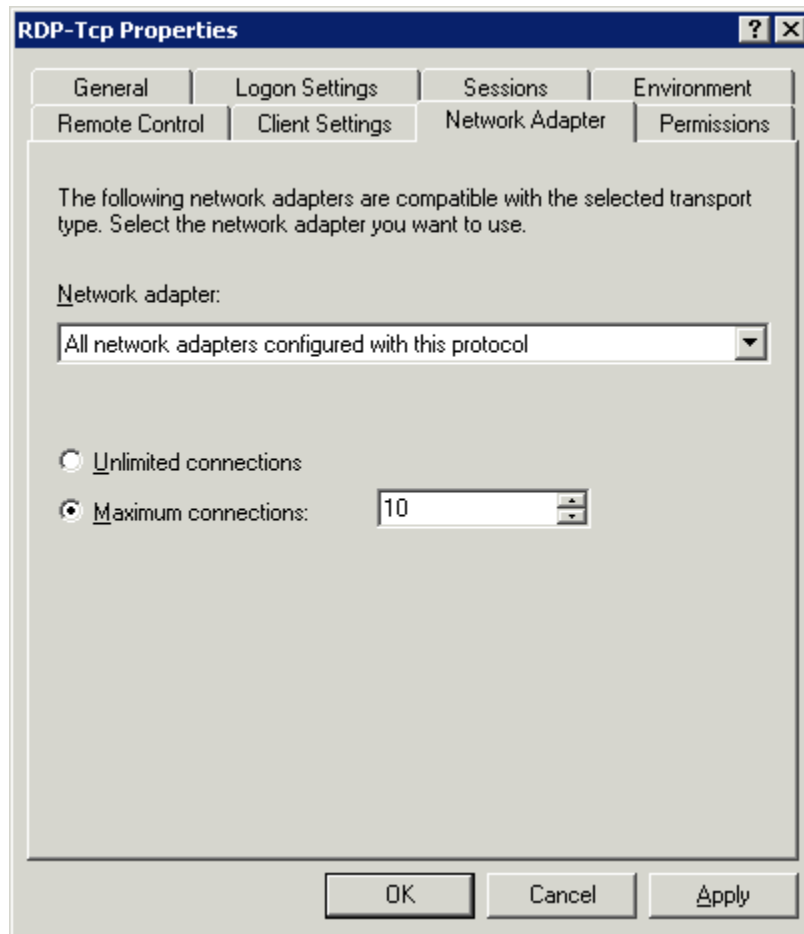 RDP-Tcp Properties
General Logon Settings Sessions Environment
Remote Control Client Settings Network Adapter Permissions
The following network adapters are compatible with the selected transport
type. Select the network adapter you want to use.
Network adapter:
All network adapters configured with this protocol
Unlimited connections
Maximum connections: 10
OK Cancel Apply